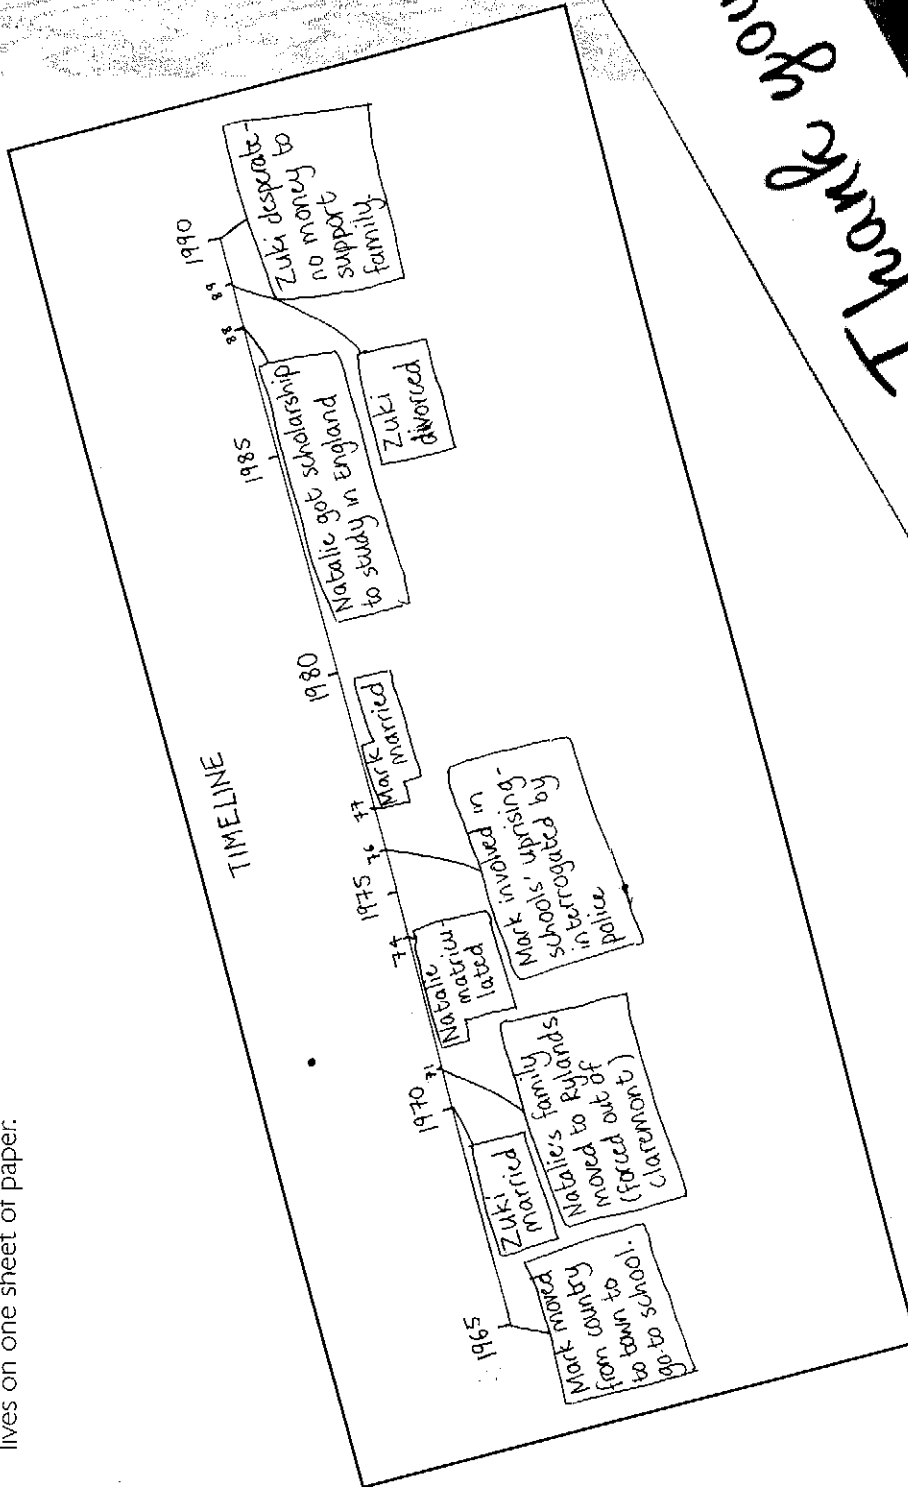 lives on one sheet of paper.
TIMELINE
1965
1970
71
74
1975
76
77
1980
1985
88
89
1990
Mark moved
from country
to town to
go to school.
Zuki
married
Natalie's family
moved to Rylands
(forced out of
Claremont)
Natalie
matricu-
lated
Mark involved in
schools' uprising-
interrogated by
police
Mark
married
Natalie got scholarship
to study in England
Zuki
divorced
Zuki desperate-
no money to
support
family.
Thank you